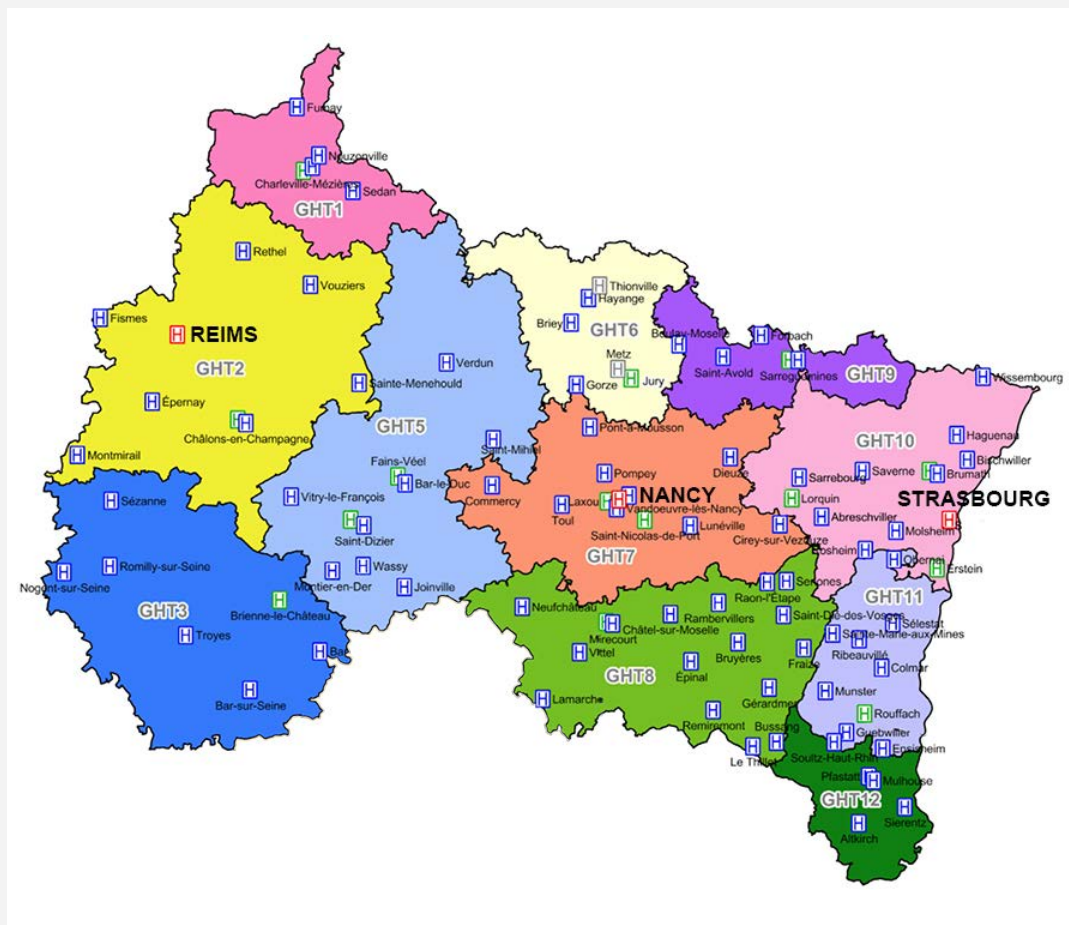 Fumay
Nouzonville
Charleville-Mézières
Sedan
GHT1
Rethel
Vouziers
Fismes
REIMS
GHT2
Sainte-Menehould
Épernay
Châlons-en-Champagne
Montmirail
Verdun
GHT5
Saint-Mihiel
Fains-Véel
Bar-le-Duc
Vitry-le-François
Saint-Dizier
Wassy
Montier-en-Der
Joinville
Thionville
Hayange
Briey
GHT6
Metz
Jury
Gorze
Boulay-Moselle
Forbach
Saint-Avold
Sarreguemines
GHT9
Wissembourg
GHT10
Haguenau
Bischwiller
Saverne
Brumath
Sarrebourg
Lorquin
STRASBOURG
Abreschviller
Molsheim
Rosheim
Obernai
Erstein
Pont-à-Mousson
Pompey
Dieuze
Commercy
Laxou
NANCY
Toul
Vandoeuvre-lès-Nancy
Saint-Nicolas-de-Port
Lunéville
Cirey-sur-Vezouze
GHT7
Sézanne
Romilly-sur-Seine
Nogent-sur-Seine
GHT3
Brienne-le-Château
Troyes
Bar
Bar-sur-Seine
Senones
Raon-l'Étape
Neufchâteau
Rambervillers
Saint-Dié-des-Vosges
Châtel-sur-Moselle
Mirecourt
Vittel
Bruyères
Fraize
GHT8
Épinal
Gérardmer
Lamarche
Remiremont
Bussang
Le Thillot
GHT11
Sélestat
Sainte-Marie-aux-Mines
Ribeauvillé
Colmar
Munster
Rouffach
Guebwiller
Soultz-Haut-Rhin
Ensisheim
Pfastatt
Mulhouse
GHT12
Sierentz
Altkirch